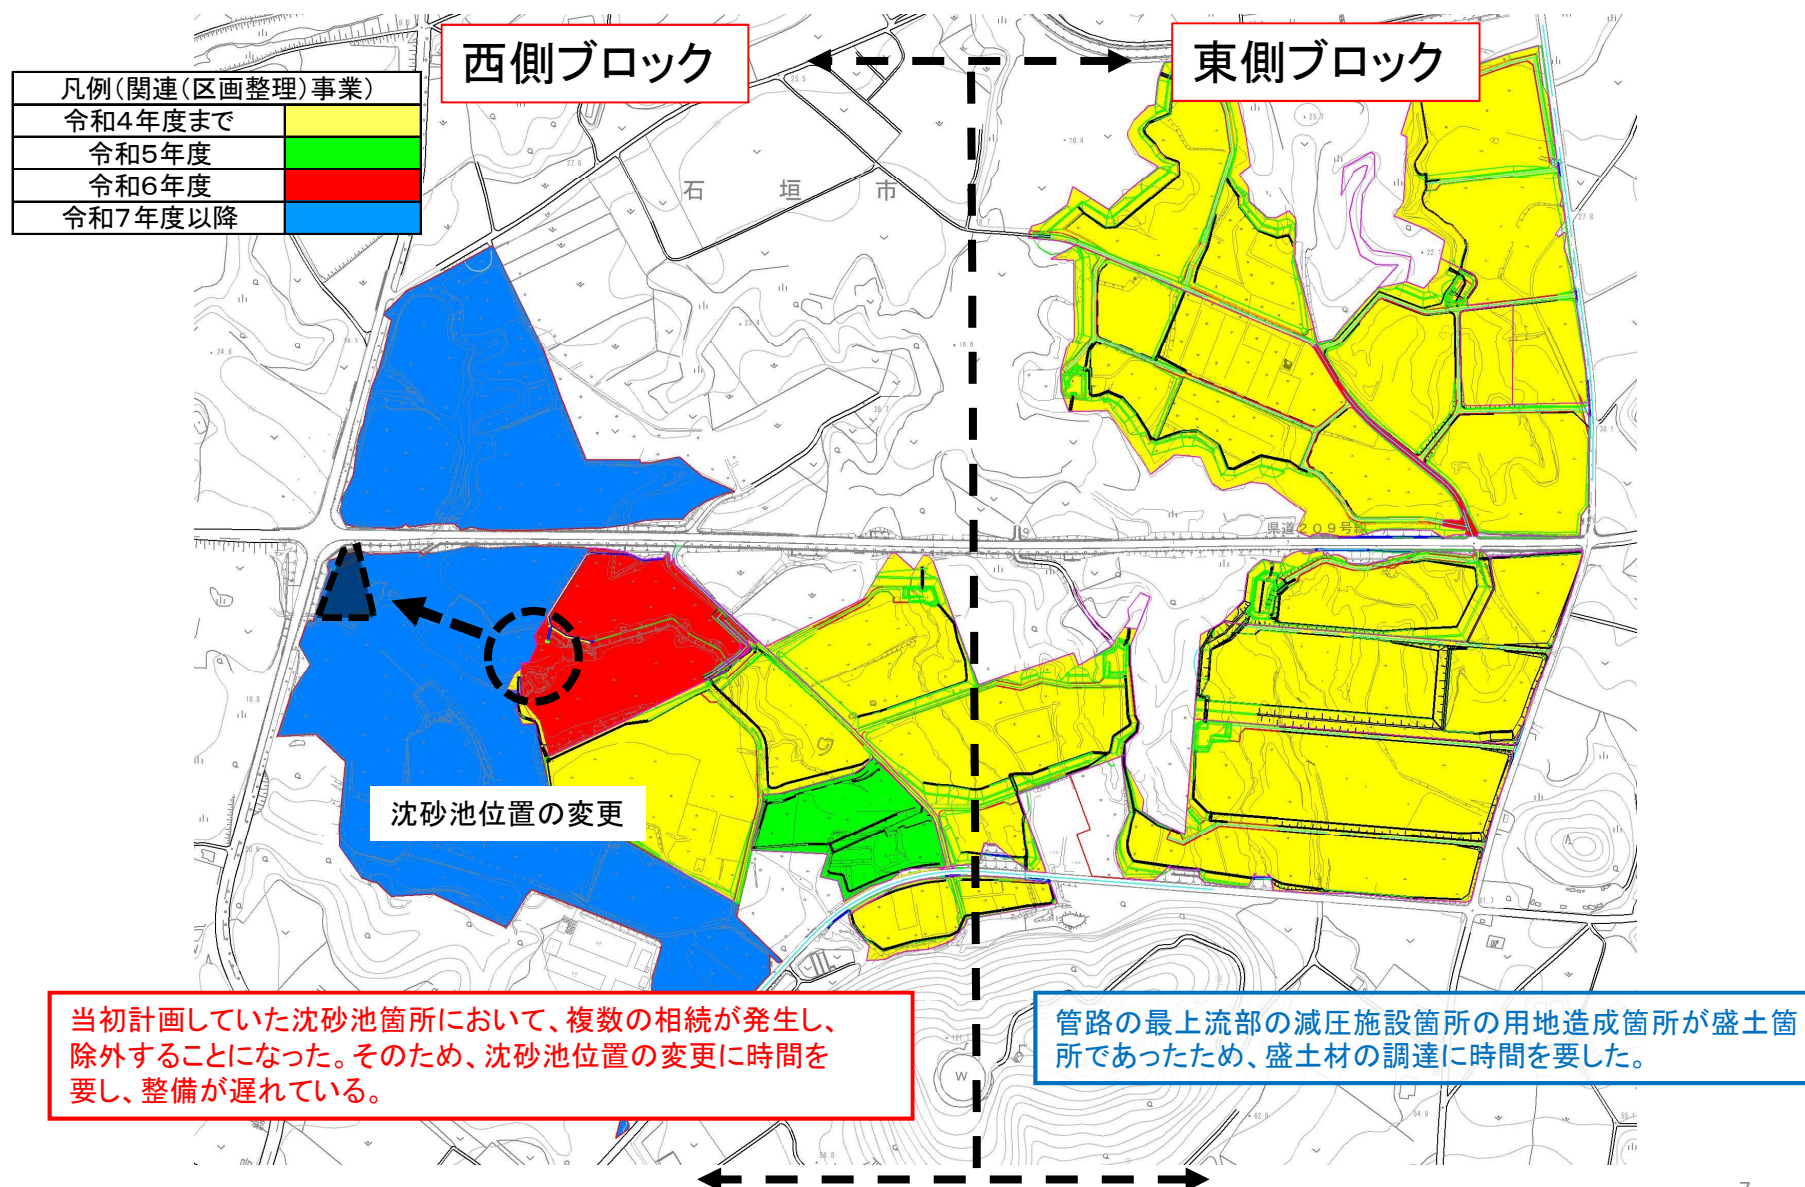 西側ブロック
東側ブロック
凡例(関連(区画整理)事業)
令和4年度まで
令和5年度
令和6年度
令和7年度以降
石垣市
県道209号線
沈砂池位置の変更
当初計画していた沈砂池箇所において、複数の相続が発生し、
除外することになった。そのため、沈砂池位置の変更に時間を
要し、整備が遅れている。
管路の最上流部の減圧施設箇所の用地造成箇所が盛土箇
所であったため、盛土材の調達に時間を要した。
W
7